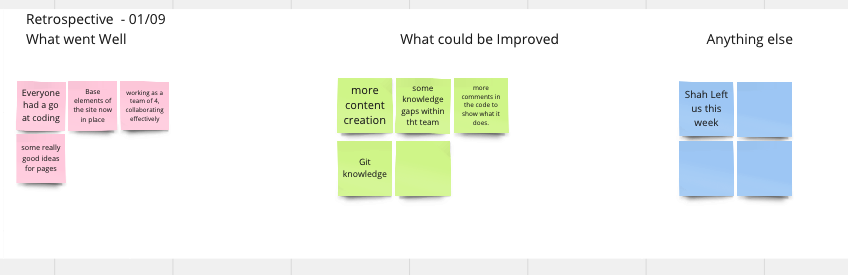 Retrospective - 01/09
What went Well
What could be Improved
Anything else
Everyone
had a go
at coding
Base
elements of
the site now
in place
working as a
team of 4,
collaborating
effectively
some really
good ideas
for pages
more
content
creation
some
knowledge
gaps within
tht team
more
comments in
the code to
show what it
does.
Git
knowledge
Shah Left
us this
week